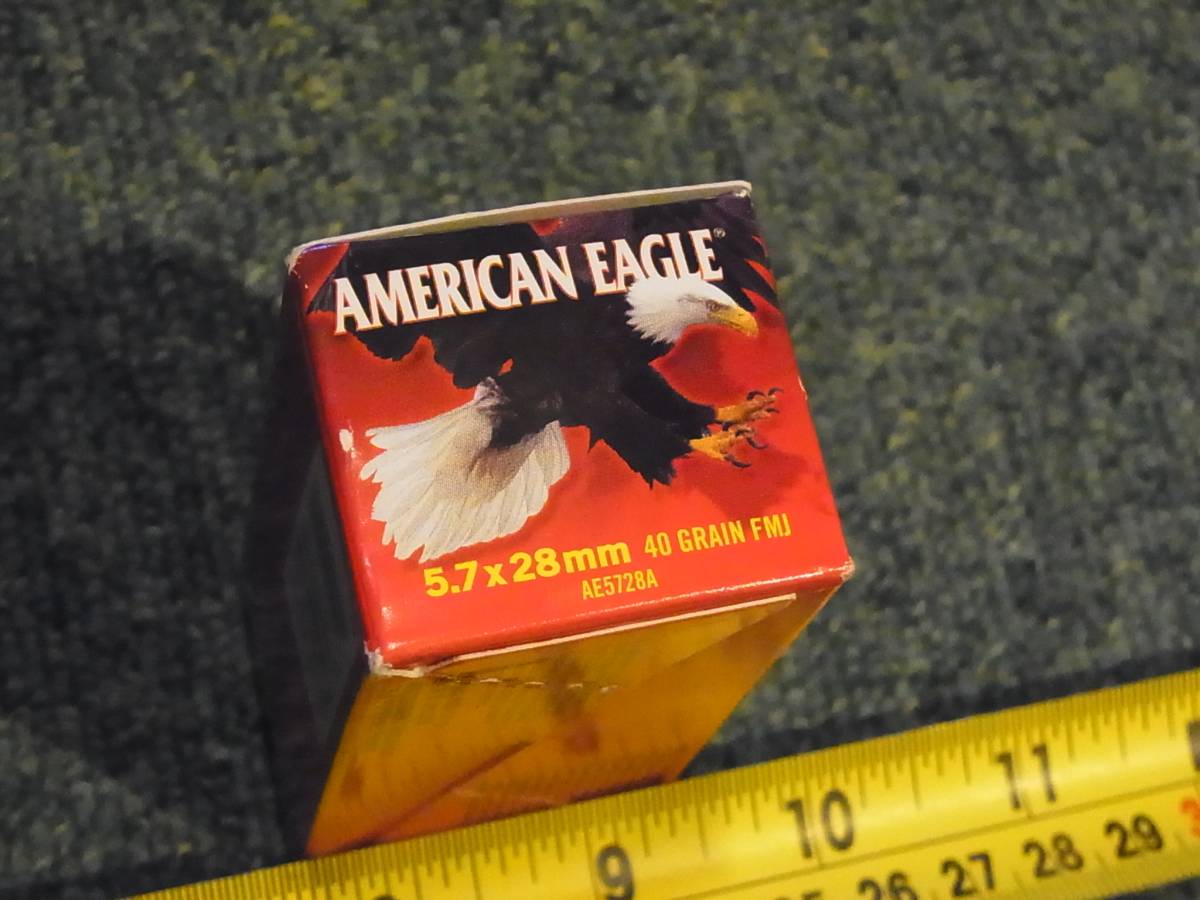 AMERICAN EAGLE®
5.7x28mm 40 GRAIN FMJ
AE5728A
9 10 11
26 27 28 29